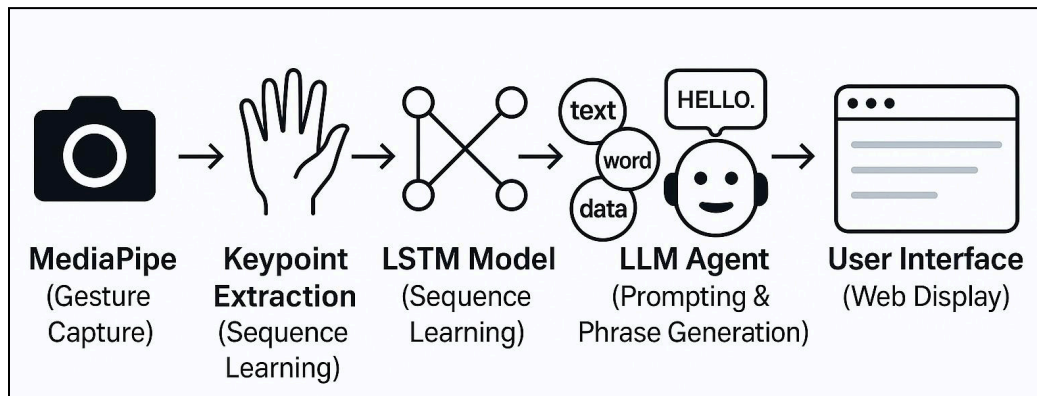 text
word
data
HELLO.
MediaPipe
(Gesture
Capture)
Keypoint
Extraction
(Sequence
Learning)
LSTM Model
(Sequence
Learning)
LLM Agent
(Prompting &
Phrase Generation)
User Interface
(Web Display)